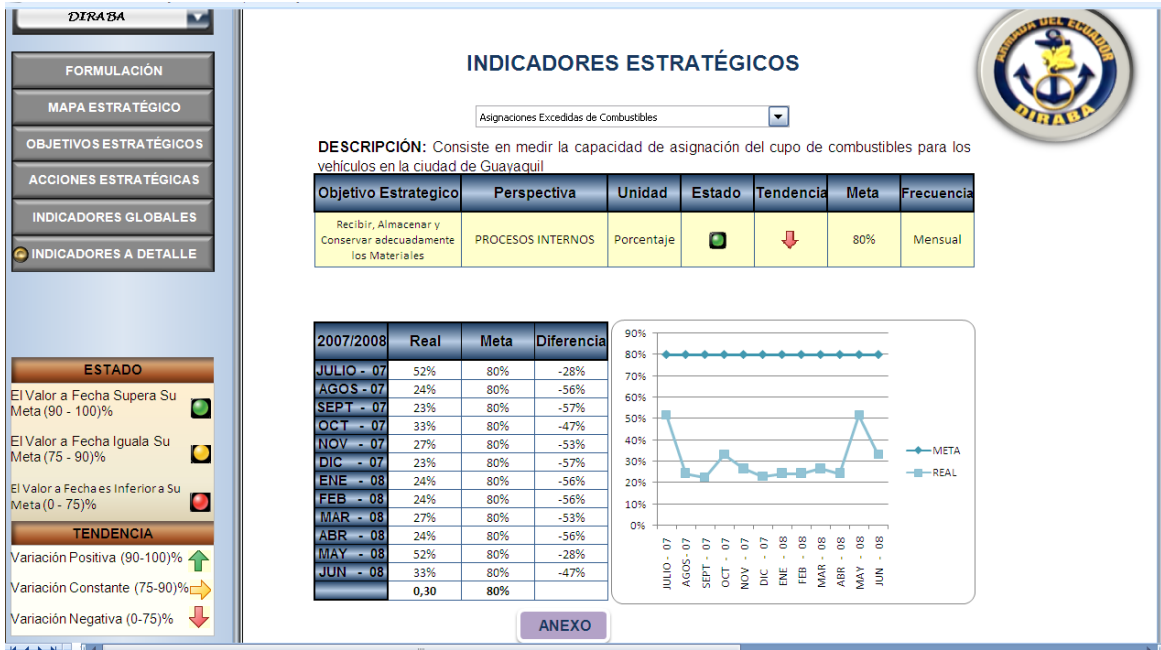 DIRABA
FORMULACIÓN
MAPA ESTRATÉGICO
OBJETIVOS ESTRATÉGICOS
ACCIONES ESTRATÉGICAS
INDICADORES GLOBALES
INDICADORES A DETALLE
ESTADO
El Valor a Fecha Supera Su
Meta (90 - 100)%
El Valor a Fecha Iguala Su
Meta (75 - 90)%
El Valor a Fecha es Inferior a Su
Meta (0 - 75)%
TENDENCIA
Variación Positiva (90-100)%
Variación Constante (75-90)%
Variación Negativa (0-75)%
INDICADORES ESTRATÉGICOS
ARMADA DEL ECUADOR
DIRABA
Asignaciones Excedidas de Combustibles
DESCRIPCIÓN: Consiste en medir la capacidad de asignación del cupo de combustibles para los
vehículos en la ciudad de Guayaquil
Objetivo Estrategico Perspectiva Unidad Estado Tendencia Meta Frecuencia
Recibir, Almacenar y
Conservar adecuadamente
los Materiales
PROCESOS INTERNOS Porcentaje 80% Mensual
2007/2008 Real Meta Diferencia
JULIO - 07 52% 80% -28%
AGOS - 07 24% 80% -56%
SEPT - 07 23% 80% -57%
OCT - 07 33% 80% -47%
NOV - 07 27% 80% -53%
DIC - 07 23% 80% -57%
ENE - 08 24% 80% -56%
FEB - 08 24% 80% -56%
MAR - 08 27% 80% -53%
ABR - 08 24% 80% -56%
MAY - 08 52% 80% -28%
JUN - 08 33% 80% -47%
0,30 80%
90%
80%
70%
60%
50%
40%
30%
20%
10%
0%
JULIO - 07
AGOS - 07
SEPT - 07
OCT - 07
NOV - 07
DIC - 07
ENE - 08
FEB - 08
MAR - 08
ABR - 08
MAY - 08
JUN - 08
META
REAL
ANEXO